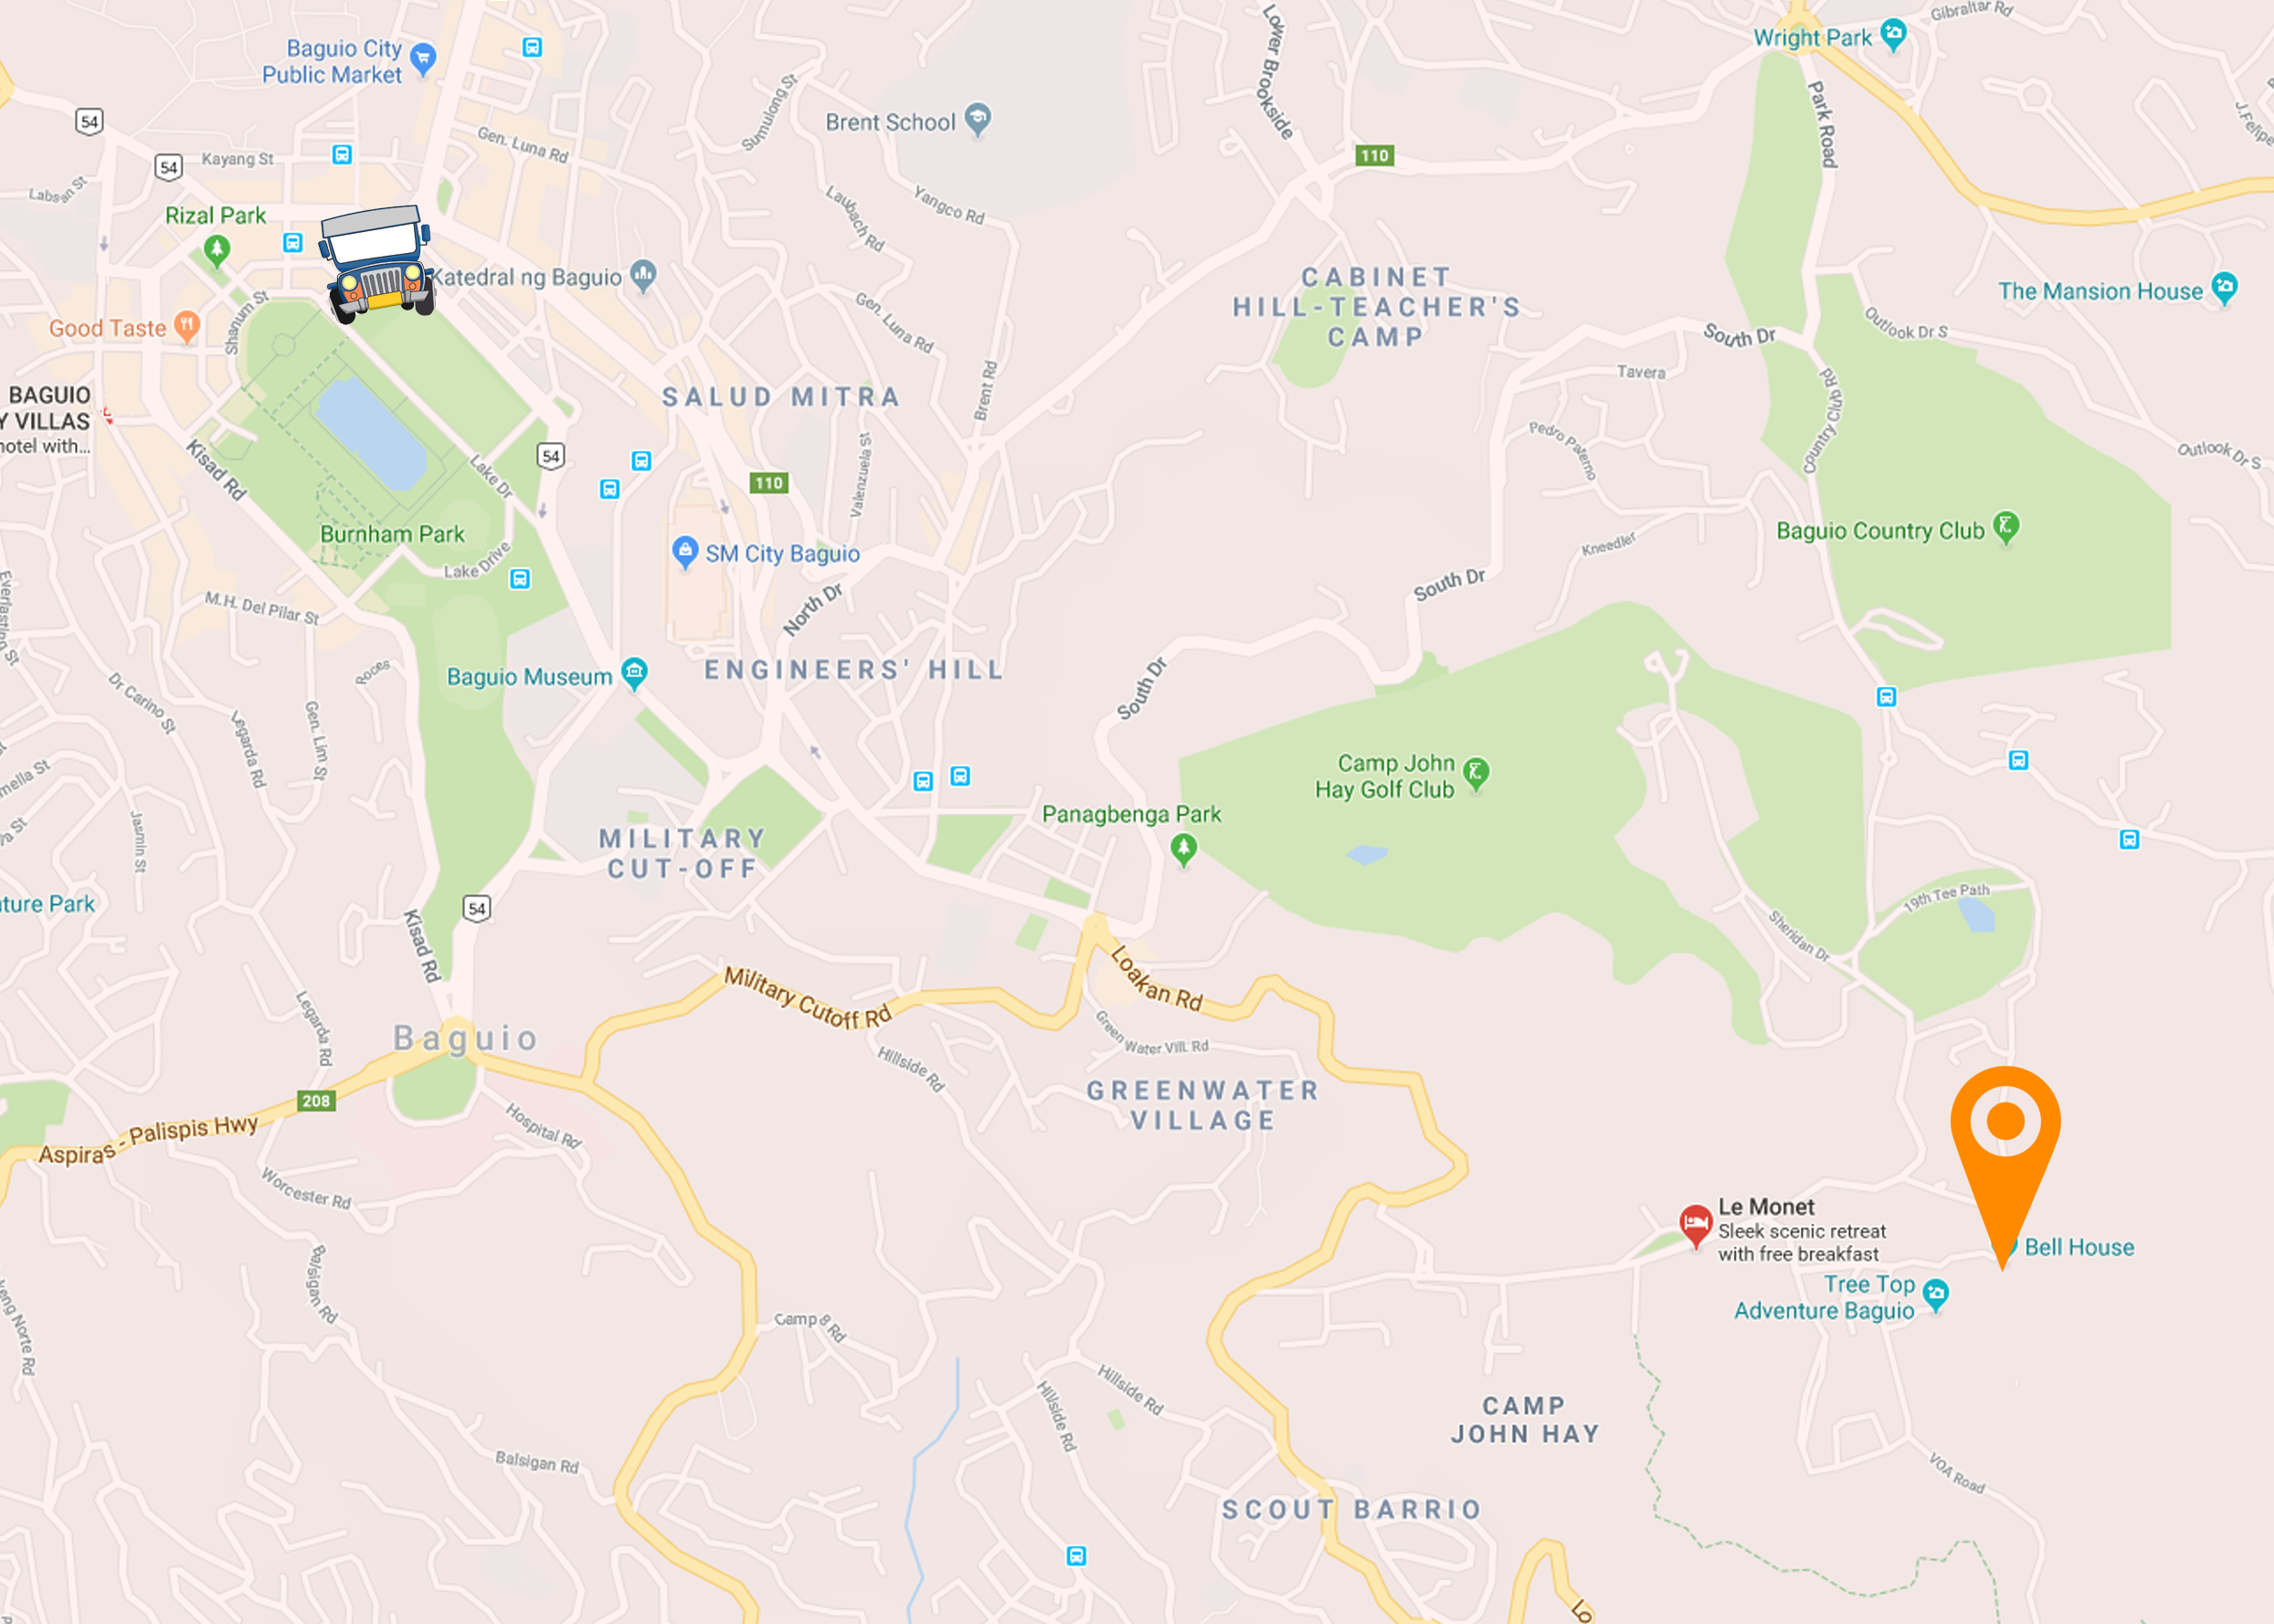 Baguio City
Public Market
Wright Park
Gibraltar Rd
Lower Brookside
Park Road
J.Felipe
54
Kayang St
Gen. Luna Rd
Sumulong St
Brent School
110
54
Labsan St
Rizal Park
Laubach Rd
Yangco Rd
Katedral ng Baguio
CABINET
HILL-TEACHER'S
CAMP
The Mansion House
Good Taste
Shanum St
Gen. Luna Rd
South Dr
Outlook Dr S
BAGUIO
Y VILLAS
hotel with...
SALUD MITRA
Brent Rd
Tavera
Country Club Rd
Kisad Rd
Lake Dr
54
110
Valenzuela St
Pedro Paterno
Outlook Dr S
Burnham Park
Lake Drive
SM City Baguio
North Dr
Kneedler
Baguio Country Club
South Dr
Everlasting St
M.H. Del Pilar St
Baguio Museum
ENGINEERS' HILL
South Dr
Roces
Dr Carino St
Legarda Rd
Gen. Lim St
mella St
Camp John
Hay Golf Club
Panagbenga Park
Jasmin St
MILITARY
CUT-OFF
ature Park
Kisad Rd
54
19th Tee Path
Sheridan Dr
Military Cutoff Rd
Loakan Rd
Legarda Rd
Baguio
Green Water Vill. Rd
Hillside Rd
GREENWATER
VILLAGE
208
Aspiras - Palispis Hwy
Hospital Rd
Worcester Rd
Le Monet
Sleek scenic retreat
with free breakfast
Bell House
Tree Top
Adventure Baguio
Balsigan Rd
eng Norte Rd
Camp 8 Rd
Hillside Rd
Hillside Rd
CAMP
JOHN HAY
Balsigan Rd
VOA Road
SCOUT BARRIO
Lo